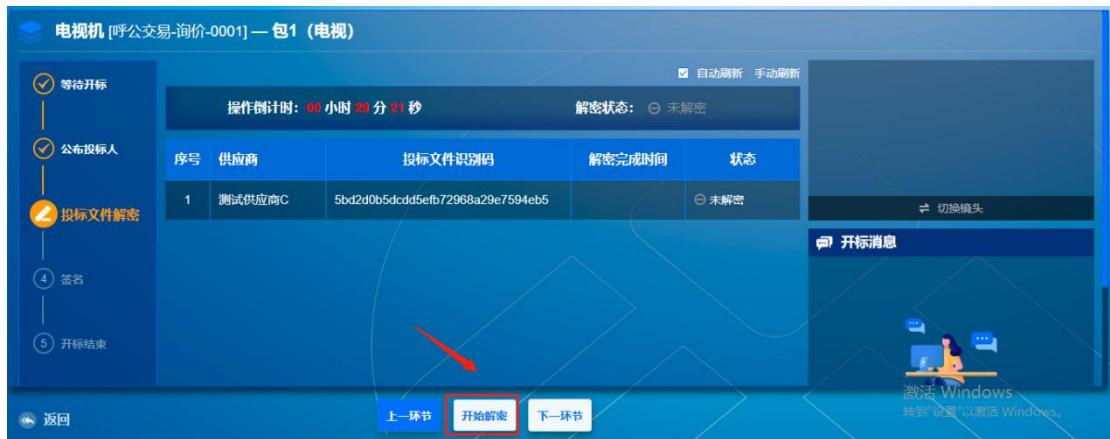 电视机 [呼公交易-询价-0001] — 包1（电视）
等待开标
公布投标人
投标文件解密
4 签名
5 开标结束
自动刷新 手动刷新
操作倒计时：00 小时 29 分 21 秒 解密状态： 未解密
序号 供应商 投标文件识别码 解密完成时间 状态
1 测试供应商C 5bd2d0b5dcdd5efb72968a29e7594eb5 未解密
切换镜头
开标消息
返回
上一环节 开始解密 下一环节
激活 Windows
转到"设置"以激活 Windows。